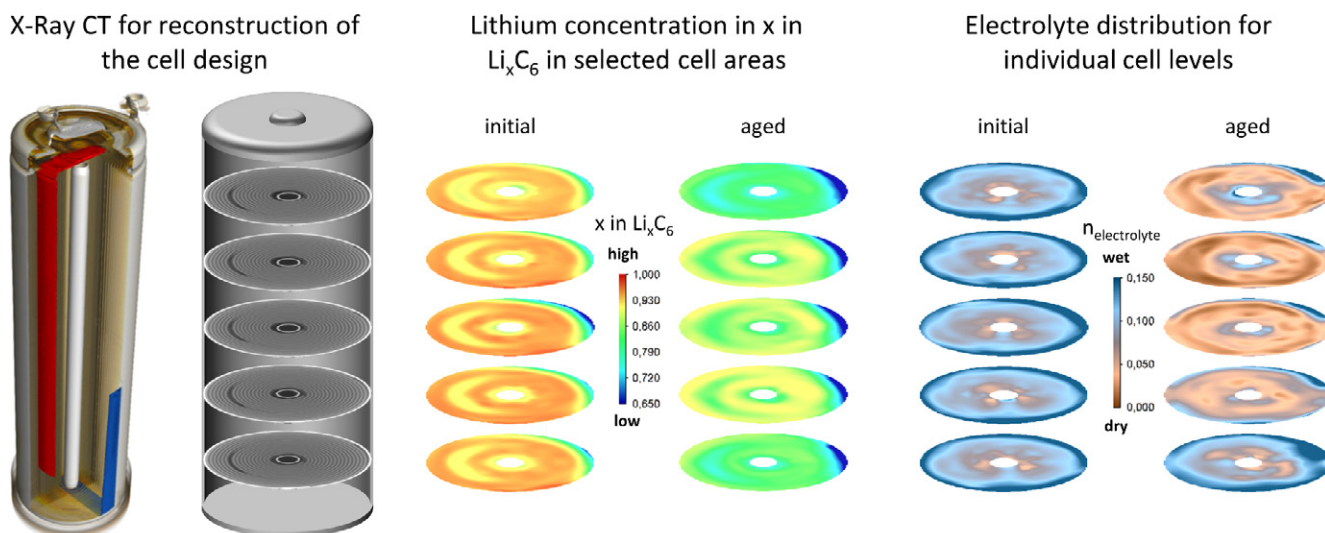 X-Ray CT for reconstruction of
the cell design
Lithium concentration in x in
LiₓC₆ in selected cell areas
initial
aged
x in LiₓC₆
high
1,000
0,930
0,860
0,790
0,720
0,650
low
Electrolyte distribution for
individual cell levels
initial
aged
nelectrolyte
wet
0,150
0,100
0,050
0,000
dry